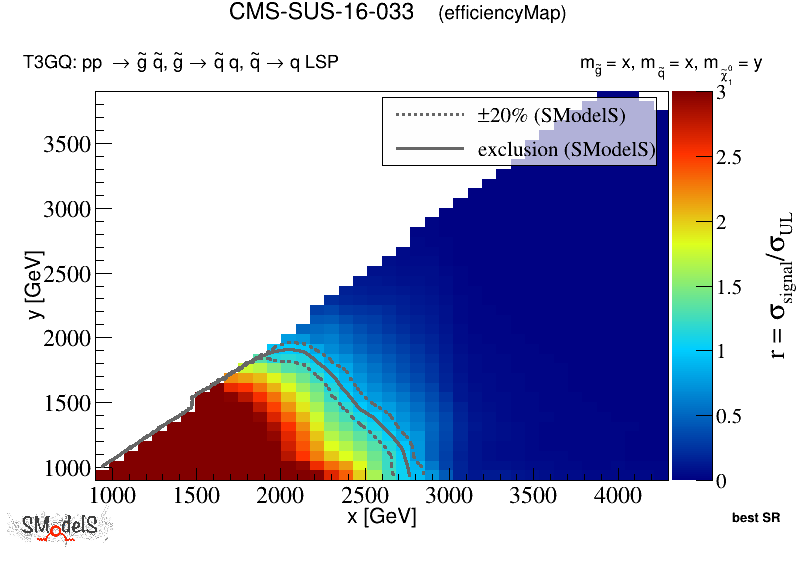 CMS-SUS-16-033 (efficiencyMap)
T3GQ: pp → g̃ q̃, g̃ → q̃ q, q̃ → q LSP
m_g̃ = x, m_q̃ = x, m_χ̃₁⁰ = y
±20% (SModelS)
exclusion (SModelS)
3500
3000
2500
2000
1500
1000
y [GeV]
1000 1500 2000 2500 3000 3500 4000
x [GeV]
3
2.5
2
1.5
1
0.5
0
r = σ_signal/σ_UL
SModelS
best SR